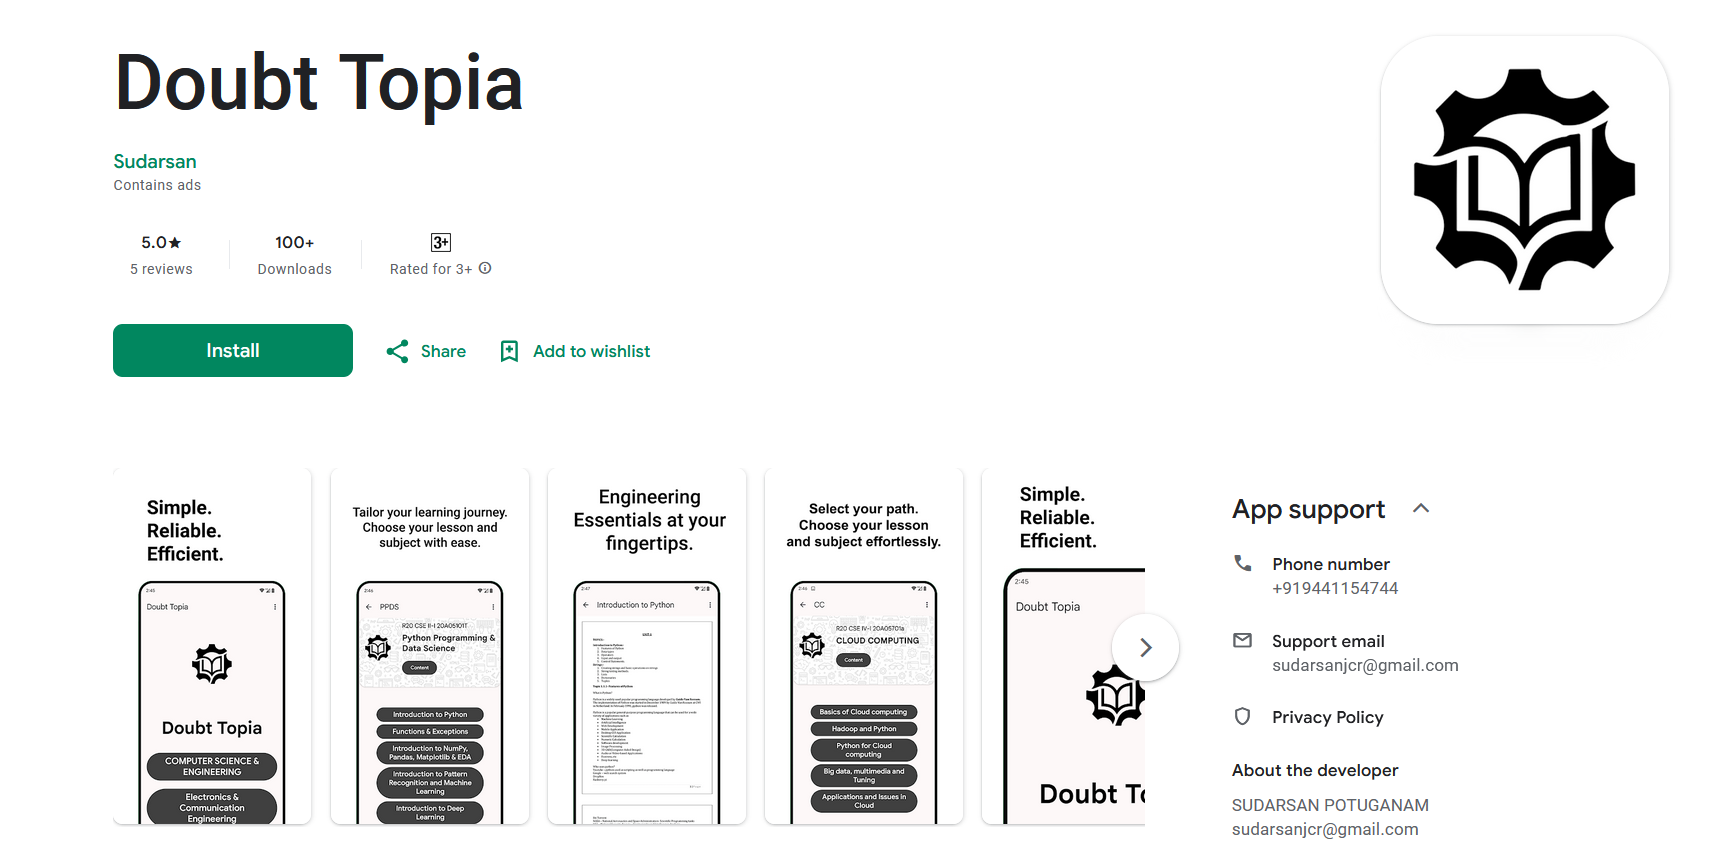 Doubt Topia
Sudarsan
Contains ads
5.0★
5 reviews
100+
Downloads
3+
Rated for 3+
Install
Share
Add to wishlist
Simple.
Reliable.
Efficient.
2:45
Doubt Topia
Doubt Topia
COMPUTER SCIENCE &
ENGINEERING
Electronics &
Communication
Engineering
Tailor your learning journey.
Choose your lesson and
subject with ease.
2:46
PPDS
R20 CSE II-I 20A05101T
Python Programming &
Data Science
Content
Introduction to Python
Functions & Exceptions
Introduction to NumPy,
Pandas, Matplotlib & EDA
Introduction to Pattern
Recognition and Machine
Learning
Introduction to Deep
Learning
Engineering
Essentials at your
fingertips.
2:47
Introduction to Python
Select your path.
Choose your lesson
and subject effortlessly.
2:46
CC
R20 CSE IV-I 20A05701a
CLOUD COMPUTING
Content
Basics of Cloud computing
Hadoop and Python
Python for Cloud
computing
Big data, multimedia and
Tuning
Applications and Issues in
Cloud
Simple.
Reliable.
Efficient.
2:45
Doubt Topia
Doubt To
App support
Phone number
+919441154744
Support email
sudarsanjcr@gmail.com
Privacy Policy
About the developer
SUDARSAN POTUGANAM
sudarsanjcr@gmail.com